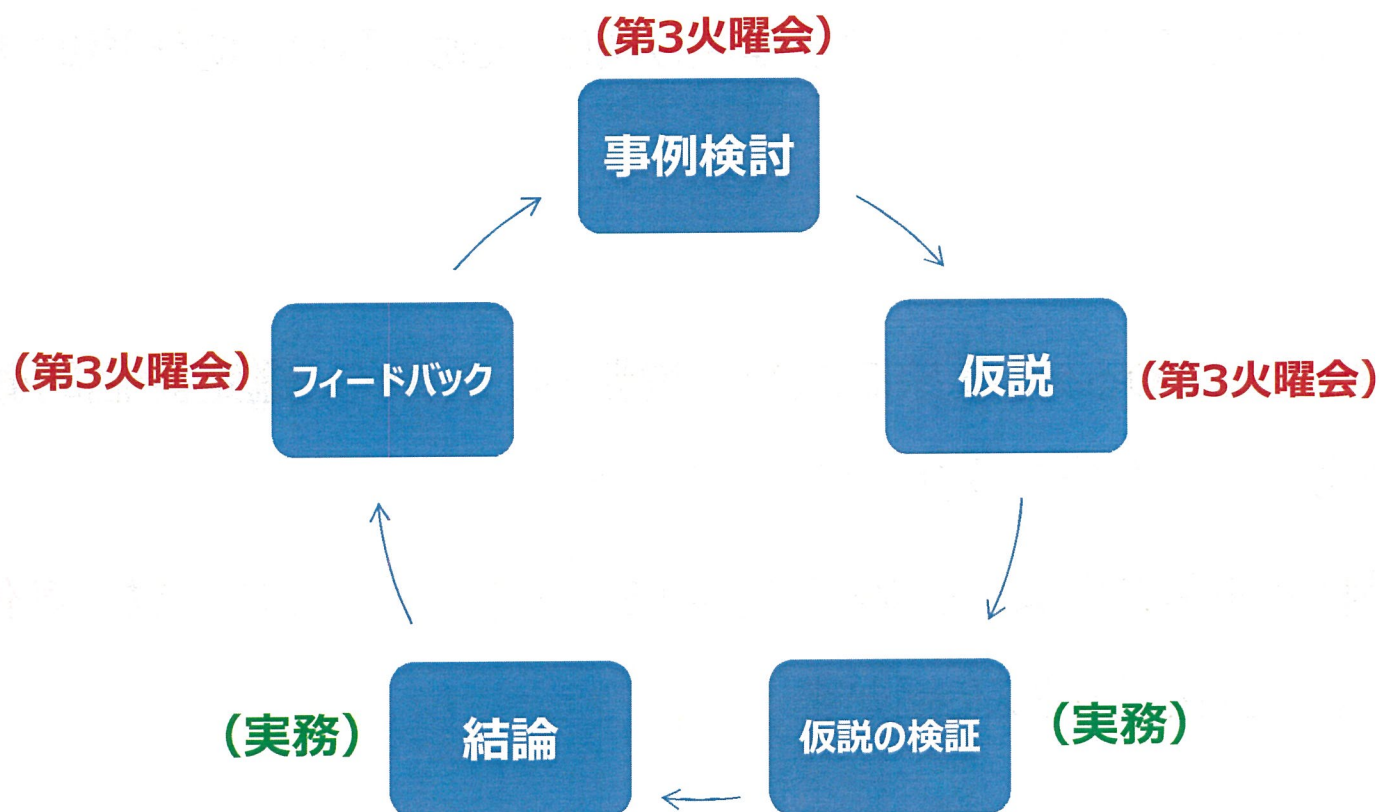 （第3火曜会）
事例検討
（第3火曜会）
フィードバック
仮説
（第3火曜会）
（実務）
結論
仮説の検証
（実務）